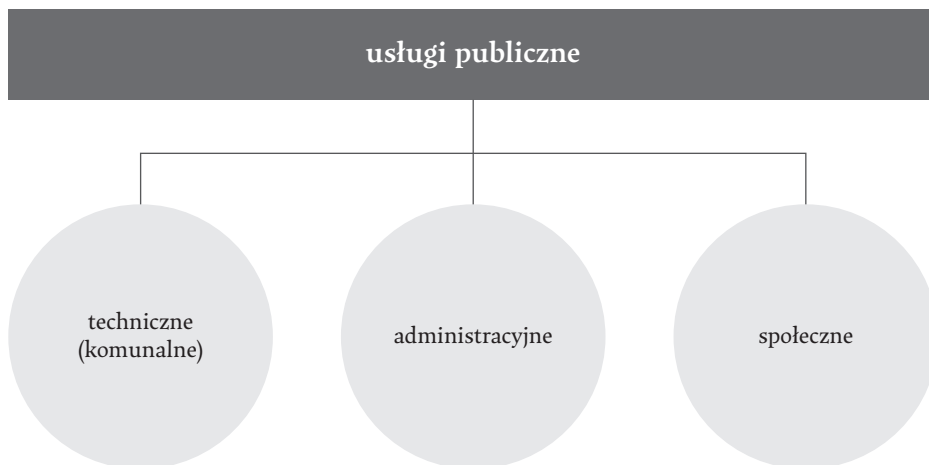 usługi publiczne
techniczne
(komunalne)
administracyjne
społeczne